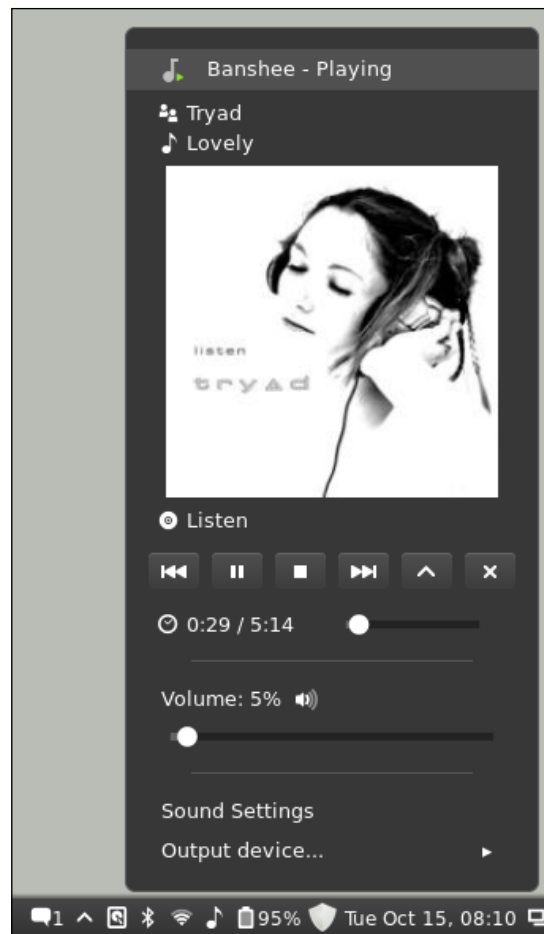 Banshee - Playing
Tryad
Lovely
listen
tryad
Listen
0:29 / 5:14
Volume: 5%
Sound Settings
Output device...
1 95% Tue Oct 15, 08:10